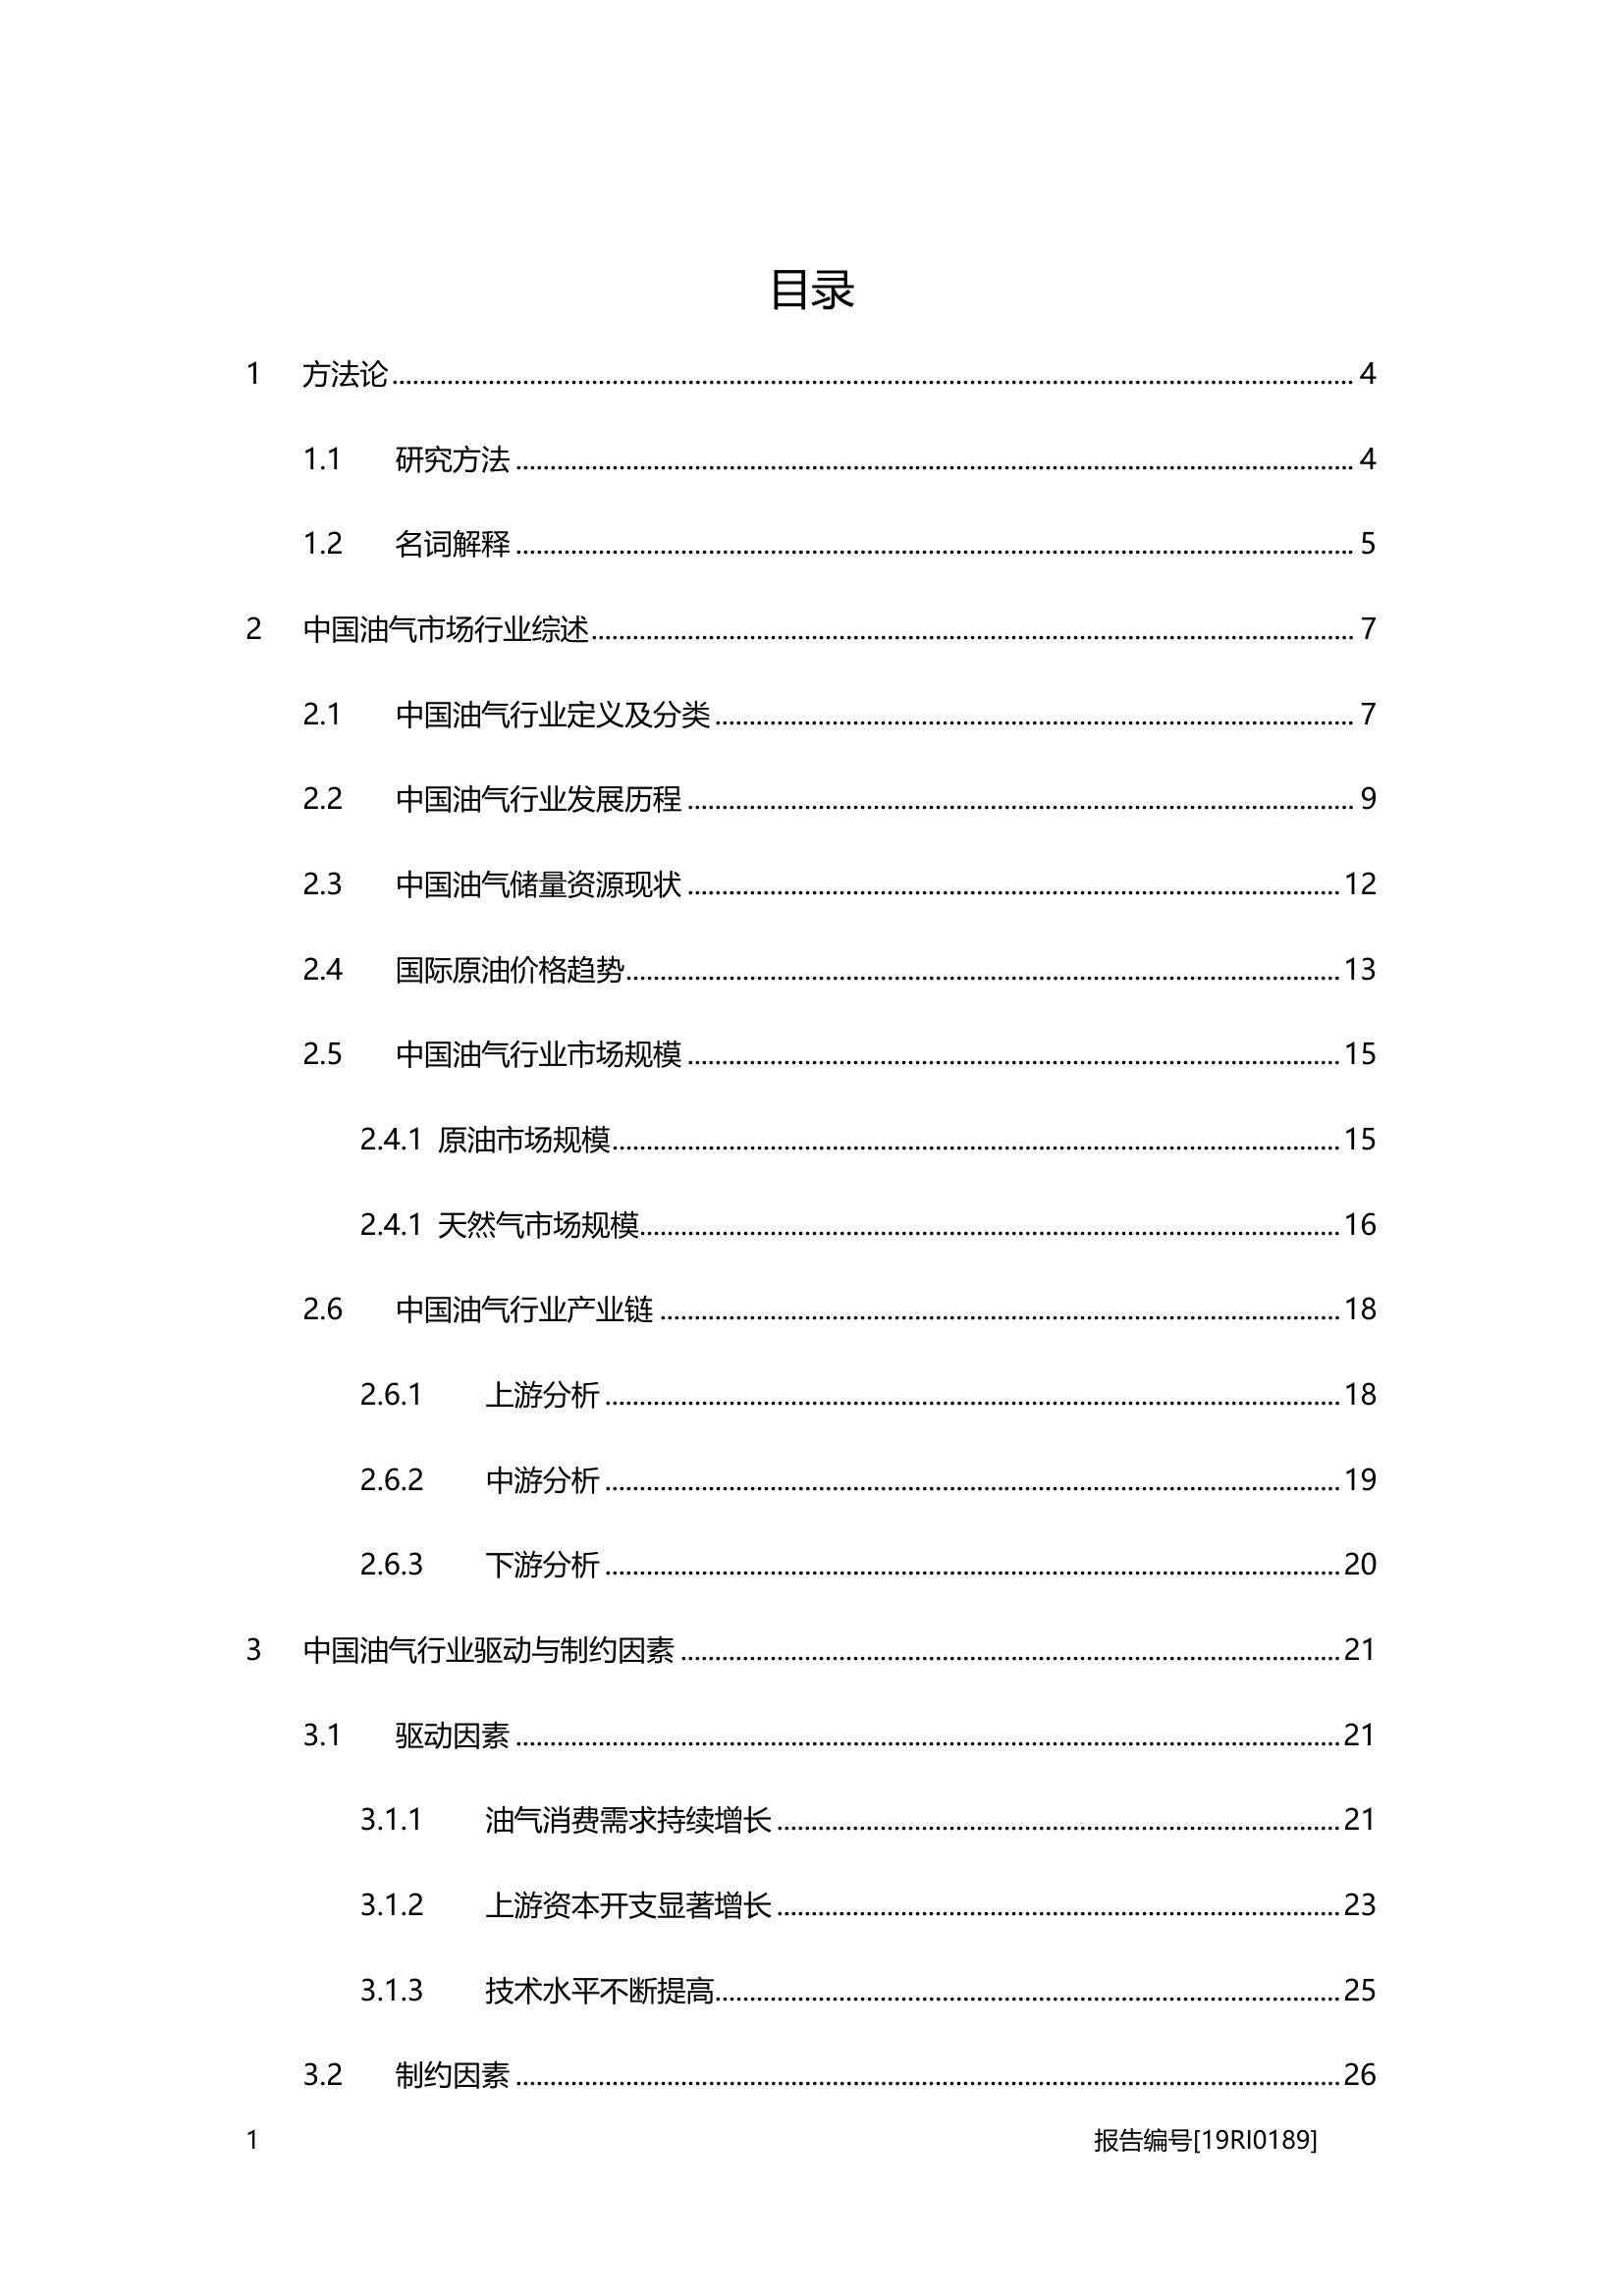 目录
1 方法论 4
1.1 研究方法 4
1.2 名词解释 5
2 中国油气市场行业综述 7
2.1 中国油气行业定义及分类 7
2.2 中国油气行业发展历程 9
2.3 中国油气储量资源现状 12
2.4 国际原油价格趋势 13
2.5 中国油气行业市场规模 15
2.4.1 原油市场规模 15
2.4.1 天然气市场规模 16
2.6 中国油气行业产业链 18
2.6.1 上游分析 18
2.6.2 中游分析 19
2.6.3 下游分析 20
3 中国油气行业驱动与制约因素 21
3.1 驱动因素 21
3.1.1 油气消费需求持续增长 21
3.1.2 上游资本开支显著增长 23
3.1.3 技术水平不断提高 25
3.2 制约因素 26
1 报告编号[19RI0189]